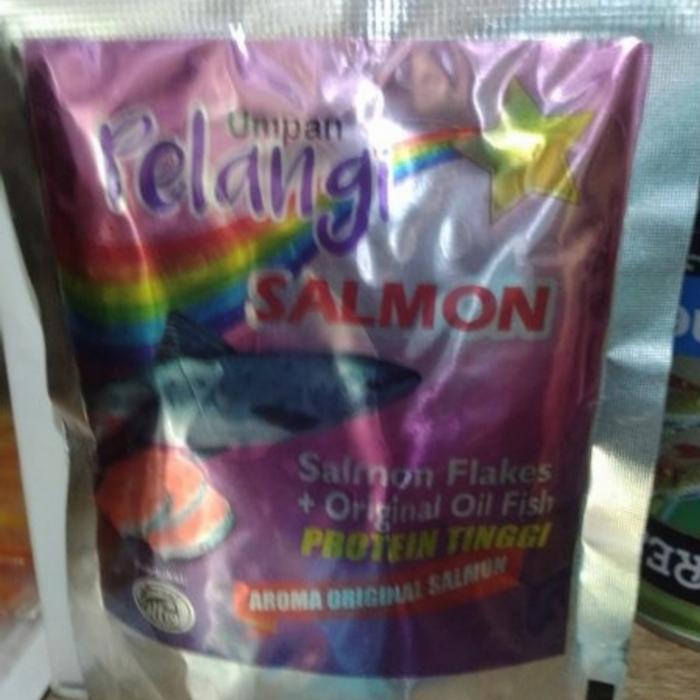 Umpan
Pelangi
SALMON
Salmon Flakes
+ Original Oil Fish
PROTEIN TINGGI
AROMA ORIGINAL SALMON